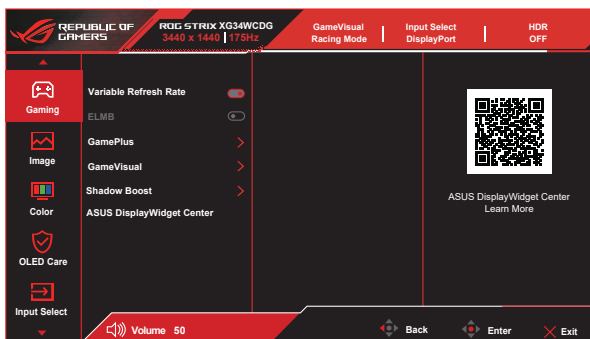 REPUBLIC OF
GAMERS
ROG STRIX XG34WCDG
3440 x 1440 175Hz
GameVisual
Racing Mode
Input Select
DisplayPort
HDR
OFF
Gaming
Image
Color
OLED Care
Input Select
Variable Refresh Rate
ELMB
GamePlus
GameVisual
Shadow Boost
ASUS DisplayWidget Center
ASUS DisplayWidget Center
Learn More
Volume 50
Back
Enter
Exit